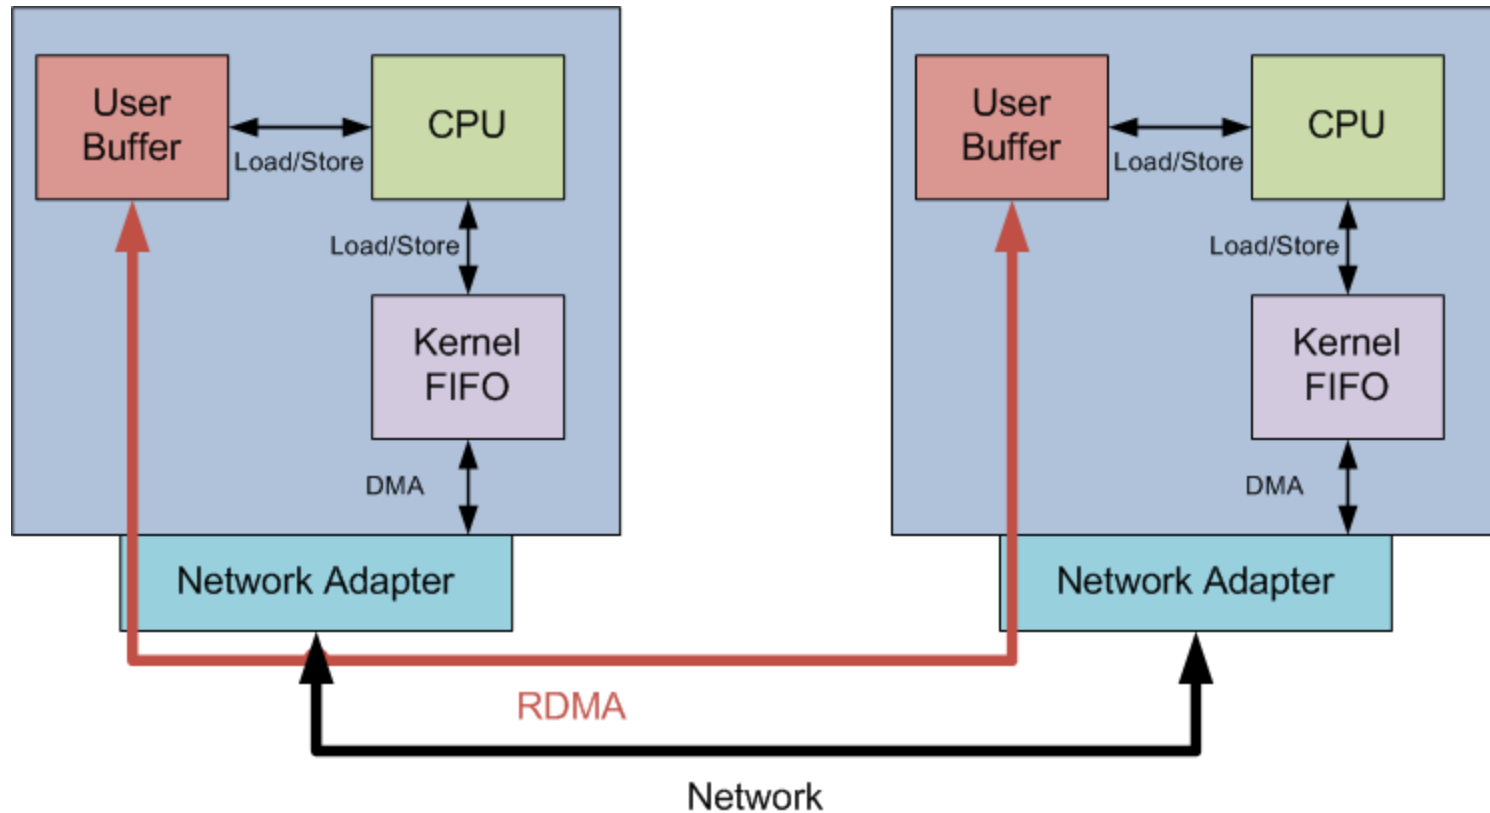 User
Buffer
Load/Store
CPU
Load/Store
Kernel
FIFO
DMA
Network Adapter
User
Buffer
Load/Store
CPU
Load/Store
Kernel
FIFO
DMA
Network Adapter
RDMA
Network